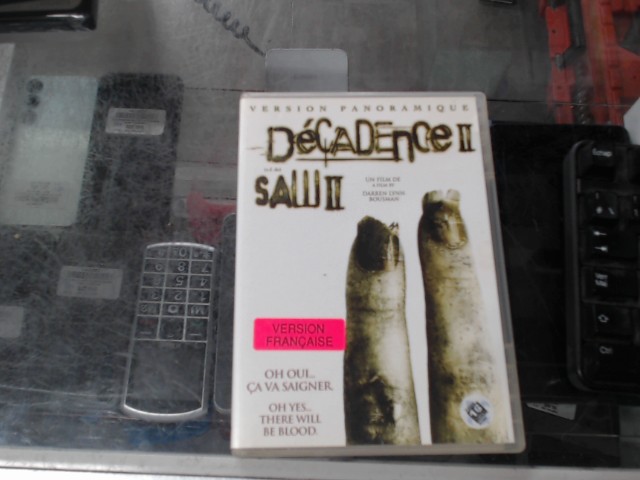 VERSION PANORAMIQUE
DéCADENCE II
SAW II
UN FILM DE
A FILM BY
DARREN LYNN
BOUSMAN
VERSION
FRANÇAISE
OH OUI...
ÇA VA SAIGNER.
OH YES...
THERE WILL
BE BLOOD.